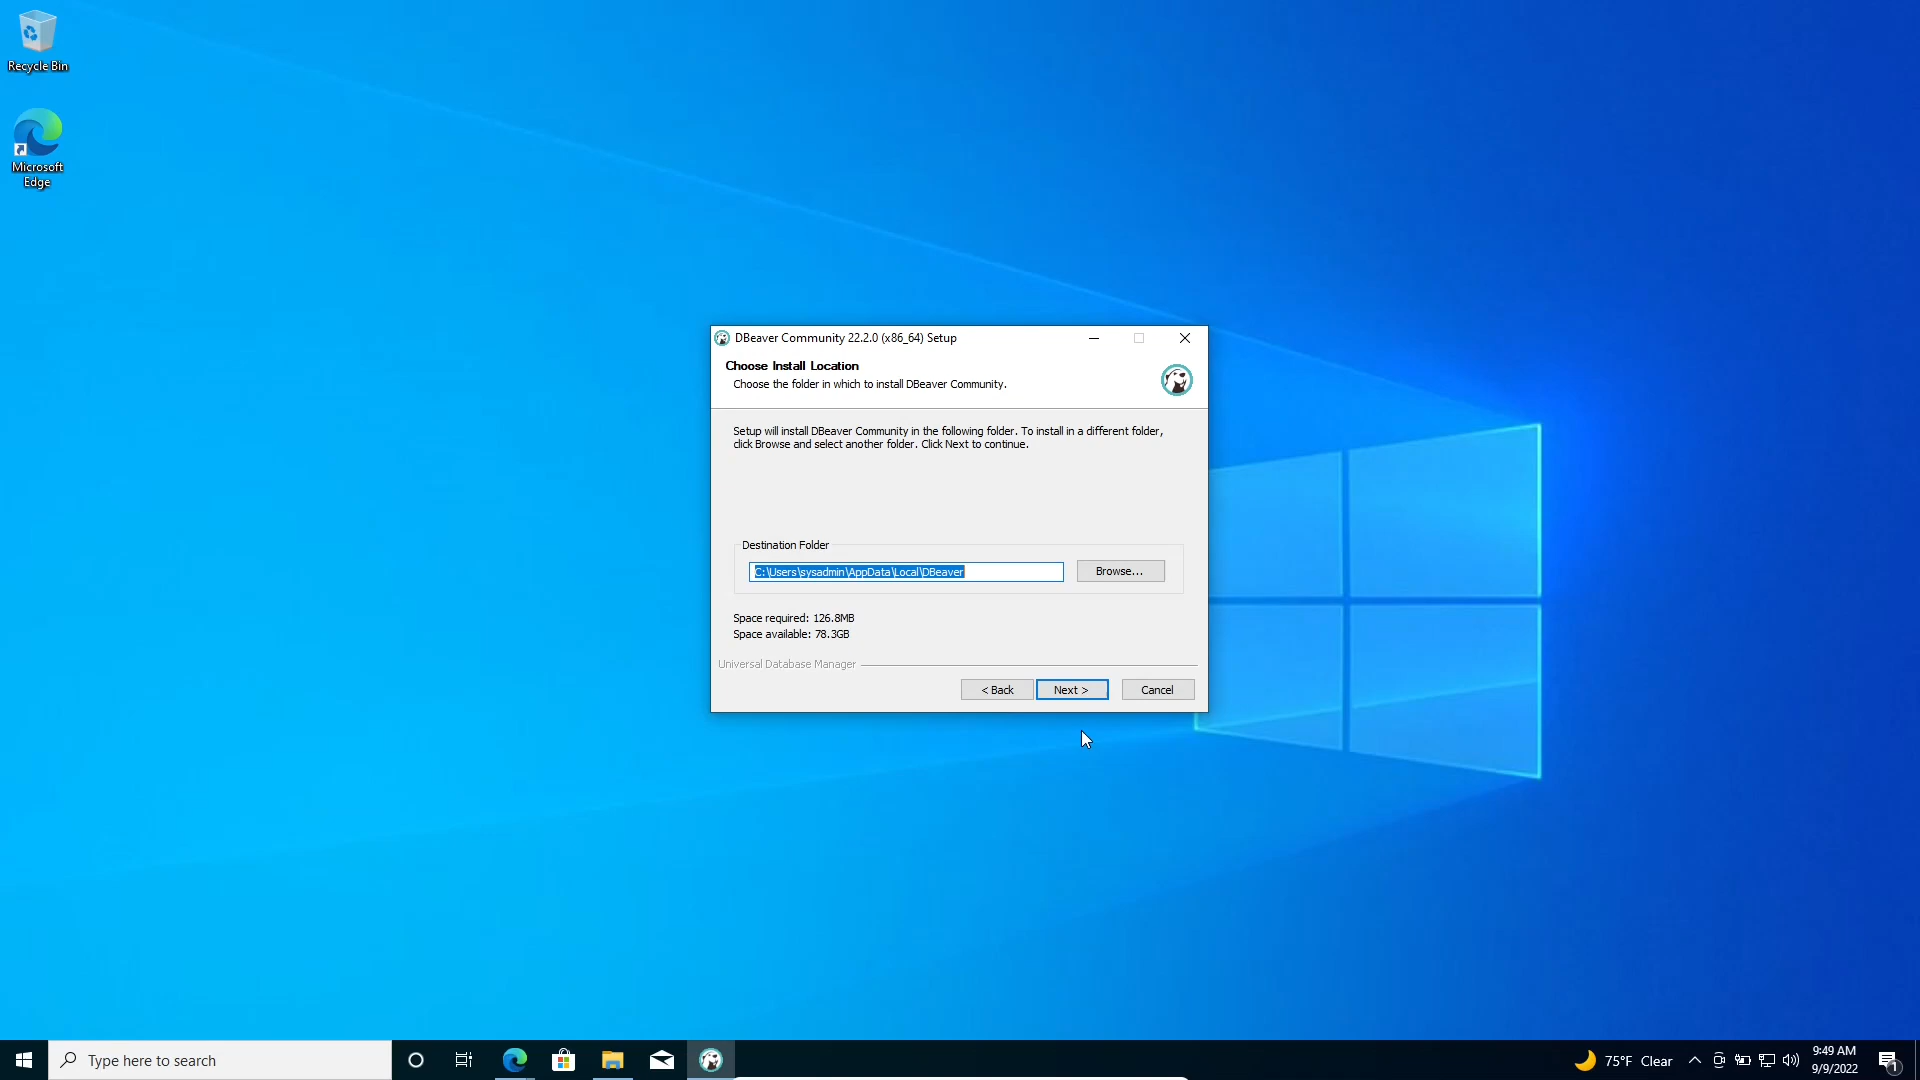 Recycle Bin
Microsoft
Edge
DBeaver Community 22.2.0 (x86_64) Setup
Choose Install Location
Choose the folder in which to install DBeaver Community.
Setup will install DBeaver Community in the following folder. To install in a different folder,
click Browse and select another folder. Click Next to continue.
Destination Folder
C:\Users\sysadmin\AppData\Local\DBeaver
Browse...
Space required: 126.8MB
Space available: 78.3GB
Universal Database Manager
< Back
Next >
Cancel
Type here to search
75°F Clear
9:49 AM
9/9/2022
1